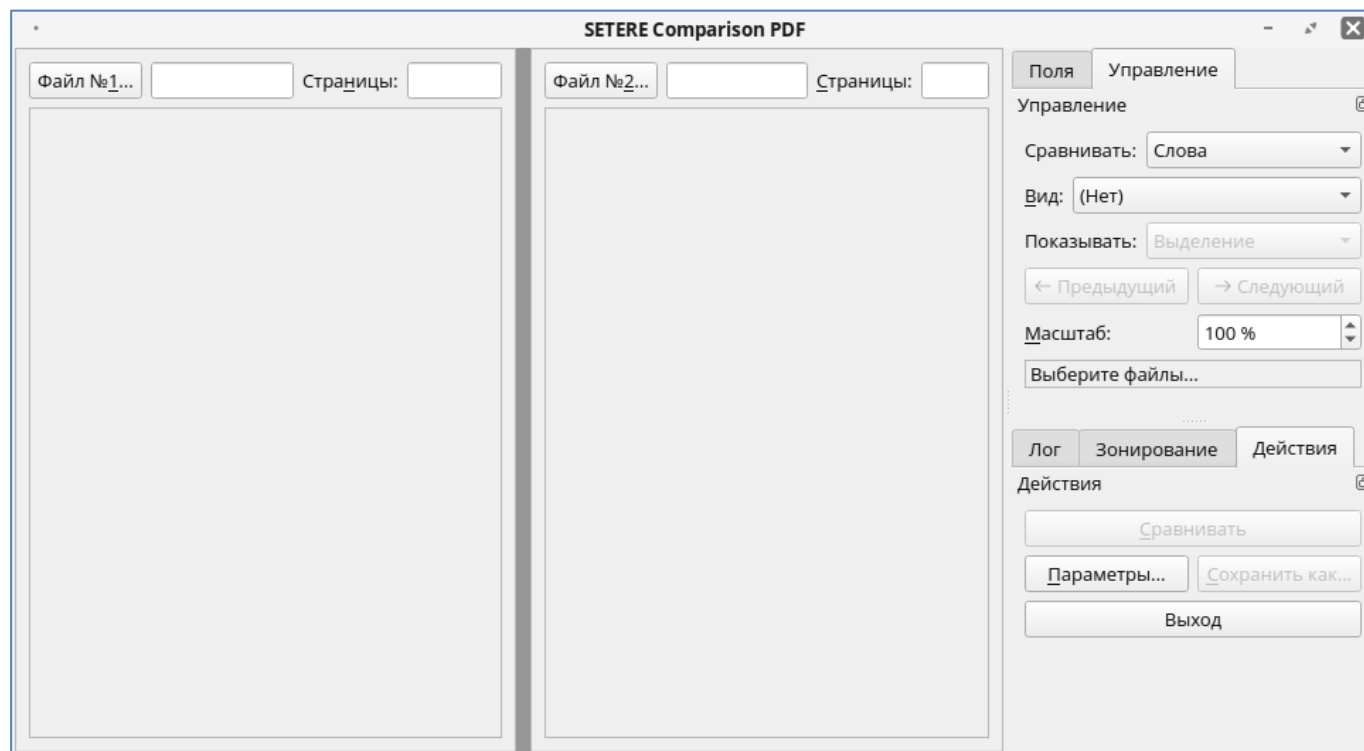 SETERE Comparison PDF
Файл №1... Страницы:
Файл №2... Страницы:
Поля Управление
Управление
Сравнивать: Слова
Вид: (Нет)
Показывать: Выделение
← Предыдущий → Следующий
Масштаб: 100 %
Выберите файлы...
Лог Зонирование Действия
Действия
Сравнивать
Параметры... Сохранить как...
Выход